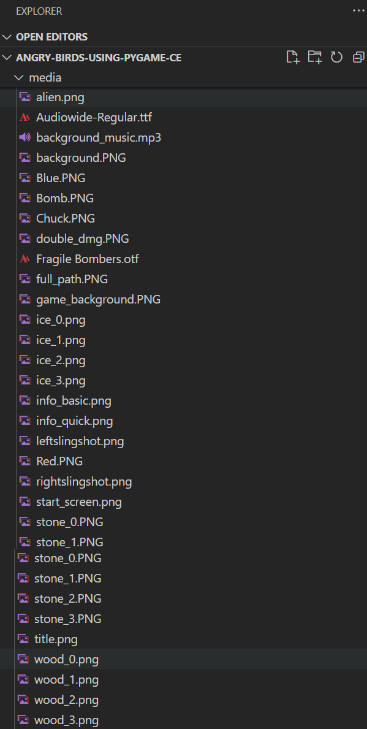 EXPLORER
OPEN EDITORS
ANGRY-BIRDS-USING-PYGAME-CE
media
alien.png
Audiowide-Regular.ttf
background_music.mp3
background.PNG
Blue.PNG
Bomb.PNG
Chuck.PNG
double_dmg.PNG
Fragile Bombers.otf
full_path.PNG
game_background.PNG
ice_0.png
ice_1.png
ice_2.png
ice_3.png
info_basic.png
info_quick.png
leftslingshot.png
Red.PNG
rightslingshot.png
start_screen.png
stone_0.PNG
stone_1.PNG
stone_0.PNG
stone_1.PNG
stone_2.PNG
stone_3.PNG
title.png
wood_0.png
wood_1.png
wood_2.png
wood_3.png